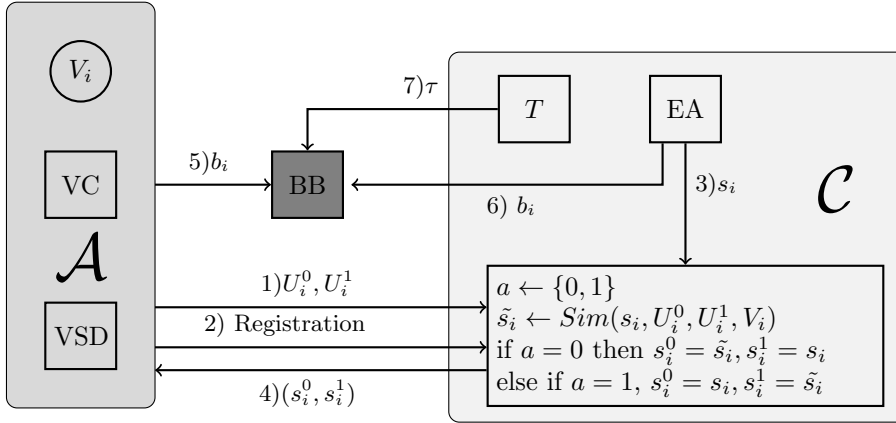 V_i
VC
𝒜
VSD
5)b_i
BB
7)τ
T
EA
6) b_i
3)s_i
𝒞
1)U_i^0, U_i^1
2) Registration
4)(s_i^0, s_i^1)
a ← {0, 1}
s̃_i ← Sim(s_i, U_i^0, U_i^1, V_i)
if a = 0 then s_i^0 = s̃_i, s_i^1 = s_i
else if a = 1, s_i^0 = s_i, s_i^1 = s̃_i